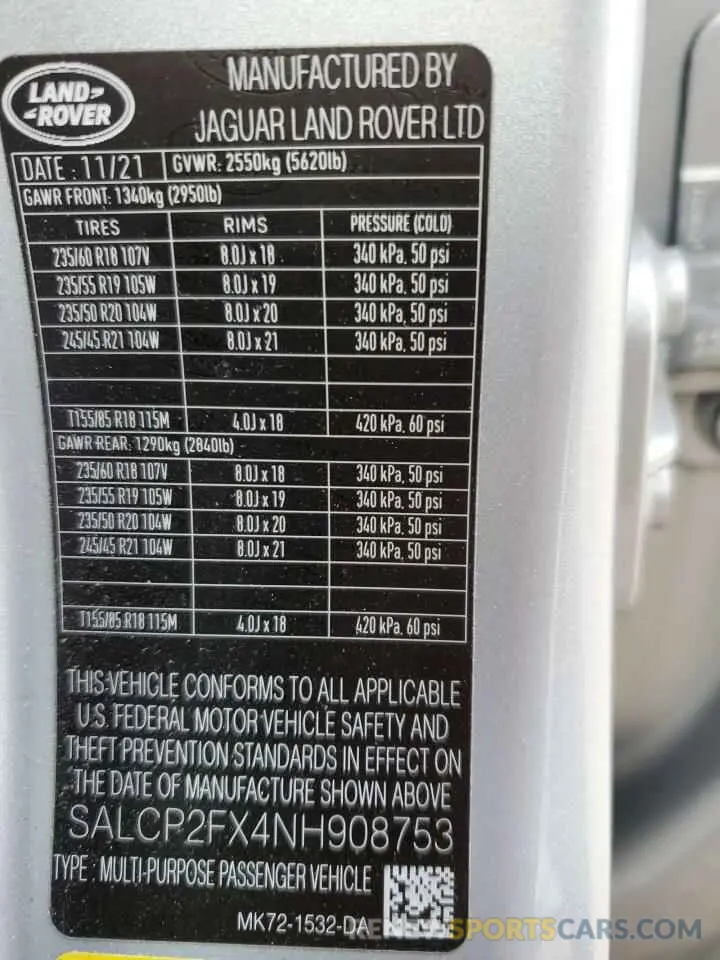 LAND-
-ROVER
MANUFACTURED BY
JAGUAR LAND ROVER LTD
DATE : 11/21 GVWR: 2550kg (5620lb)
GAWR FRONT: 1340kg (2950lb)
TIRES RIMS PRESSURE (COLD)
235/60 R18 107V 8.0J x 18 340 kPa, 50 psi
235/55 R19 105W 8.0J x 19 340 kPa, 50 psi
235/50 R20 104W 8.0J x 20 340 kPa, 50 psi
245/45 R21 104W 8.0J x 21 340 kPa, 50 psi
T155/85 R18 115M 4.0J x 18 420 kPa, 60 psi
GAWR REAR: 1290kg (2840lb)
235/60 R18 107V 8.0J x 18 340 kPa, 50 psi
235/55 R19 105W 8.0J x 19 340 kPa, 50 psi
235/50 R20 104W 8.0J x 20 340 kPa, 50 psi
245/45 R21 104W 8.0J x 21 340 kPa, 50 psi
T155/85 R18 115M 4.0J x 18 420 kPa, 60 psi
THIS VEHICLE CONFORMS TO ALL APPLICABLE
U.S. FEDERAL MOTOR VEHICLE SAFETY AND
THEFT PREVENTION STANDARDS IN EFFECT ON
THE DATE OF MANUFACTURE SHOWN ABOVE
SALCP2FX4NH908753
TYPE : MULTI-PURPOSE PASSENGER VEHICLE
MK72-1532-DA
SPORTSCARS.COM